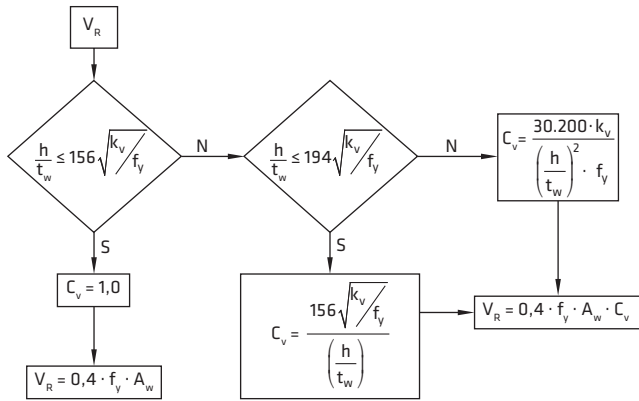 V_R
h/t_w ≤ 156 √(k_v/f_y)
N
h/t_w ≤ 194 √(k_v/f_y)
N
C_v = 30.200 · k_v / ((h/t_w)² · f_y)
S
S
C_v = 1,0
C_v = 156 √(k_v/f_y) / (h/t_w)
V_R = 0,4 · f_y · A_w · C_v
V_R = 0,4 · f_y · A_w